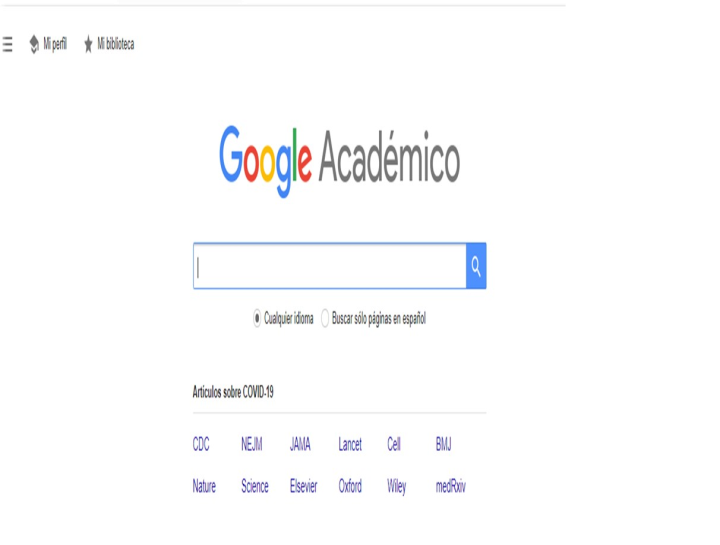 Mi perfil Mi biblioteca
Google Académico
Cualquier idioma Buscar sólo páginas en español
Artículos sobre COVID-19
CDC NEJM JAMA Lancet Cell BMJ
Nature Science Elsevier Oxford Wiley medRxiv